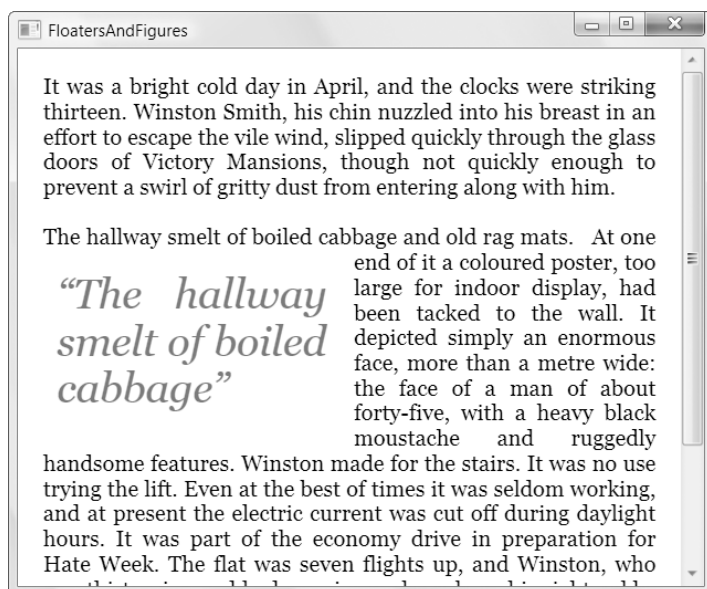 FloatersAndFigures
It was a bright cold day in April, and the clocks were striking
thirteen. Winston Smith, his chin nuzzled into his breast in an
effort to escape the vile wind, slipped quickly through the glass
doors of Victory Mansions, though not quickly enough to
prevent a swirl of gritty dust from entering along with him.
The hallway smelt of boiled cabbage and old rag mats. At one
“The hallway
smelt of boiled
cabbage”
end of it a coloured poster, too
large for indoor display, had
been tacked to the wall. It
depicted simply an enormous
face, more than a metre wide:
the face of a man of about
forty-five, with a heavy black
moustache and ruggedly
handsome features. Winston made for the stairs. It was no use
trying the lift. Even at the best of times it was seldom working,
and at present the electric current was cut off during daylight
hours. It was part of the economy drive in preparation for
Hate Week. The flat was seven flights up, and Winston, who